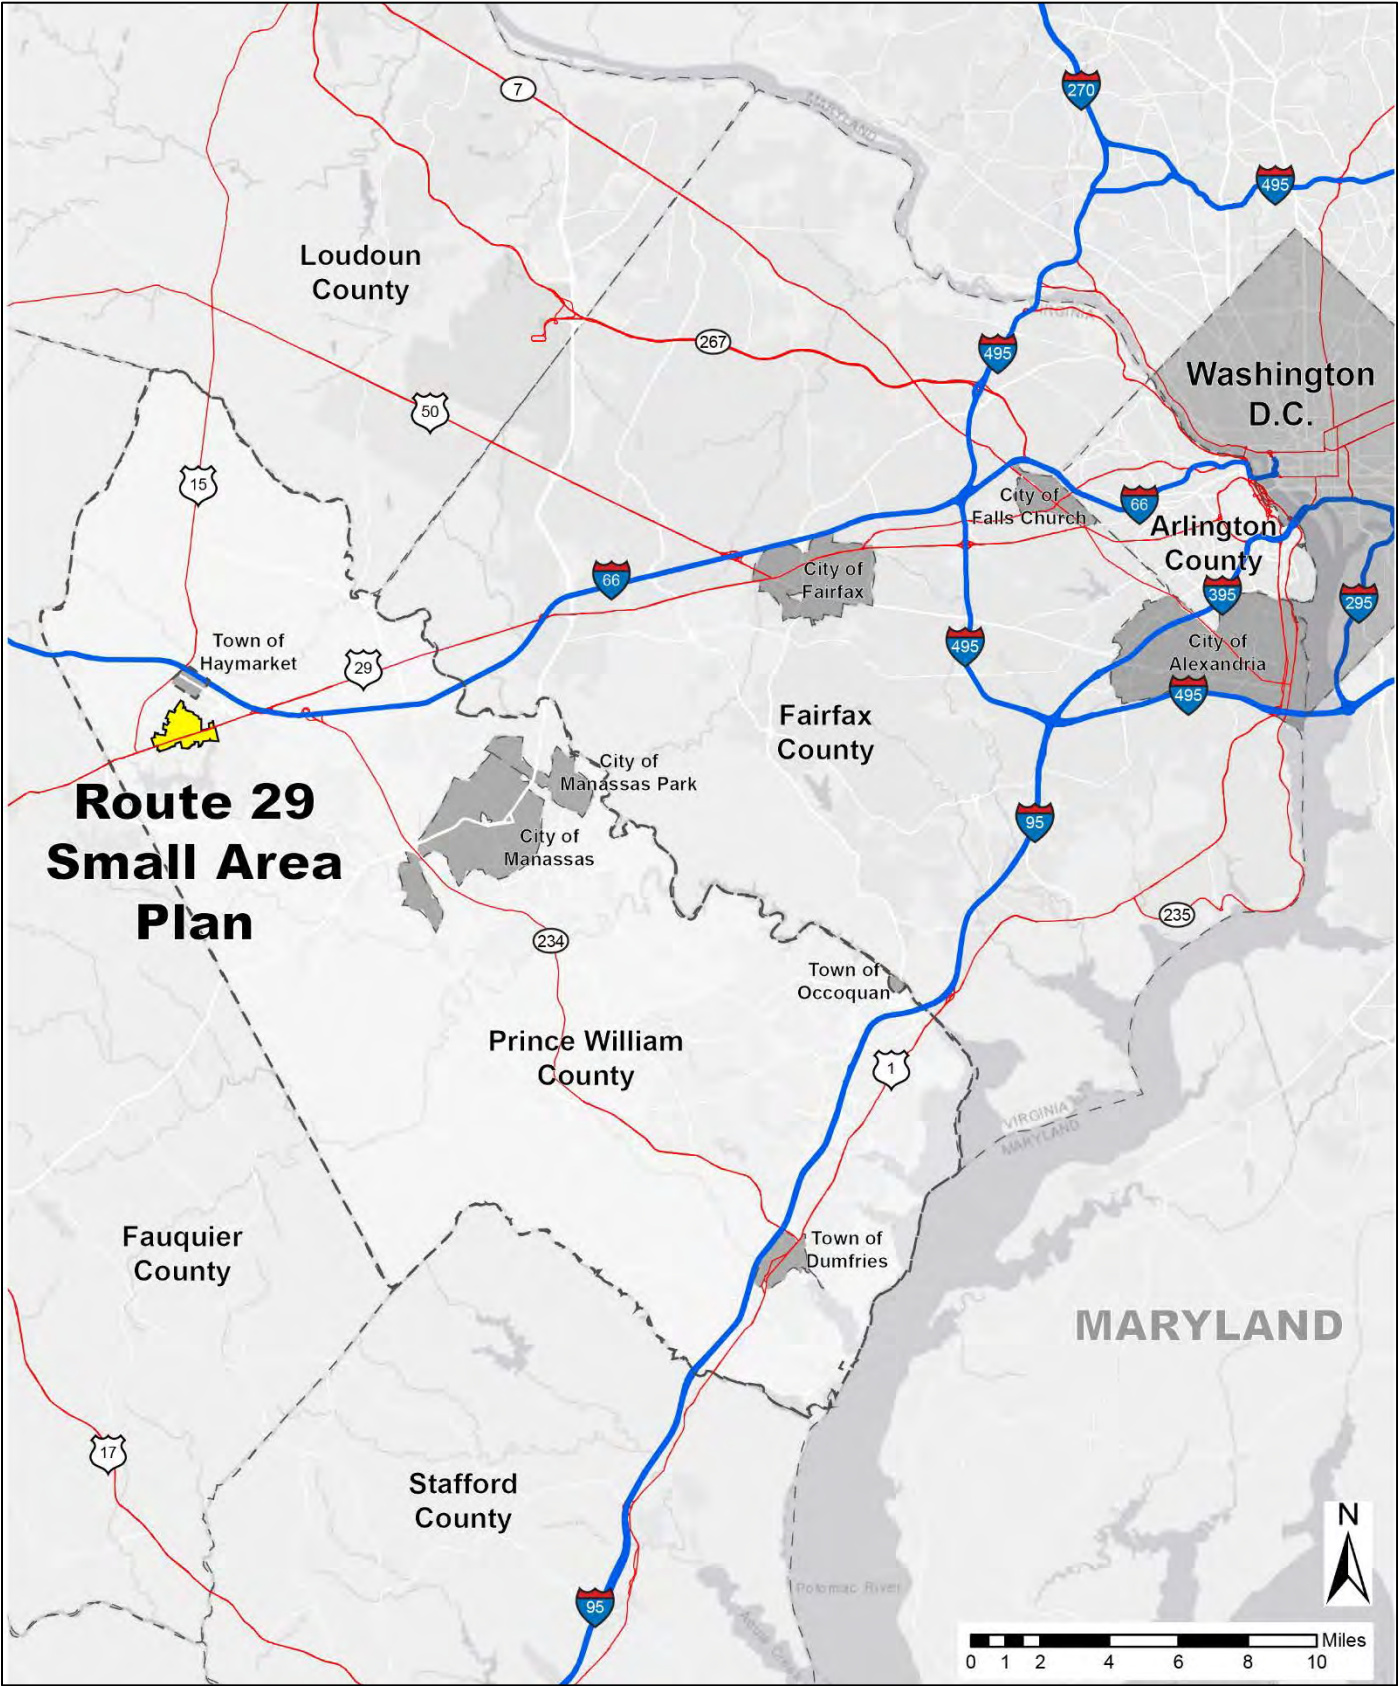 270
7
MARYLAND
495
Loudoun
County
VIRGINIA
267
495
Washington
D.C.
50
15
City of
Falls Church
66
Arlington
County
66
City of
Fairfax
395
295
Town of
Haymarket
29
495
City of
Alexandria
495
Fairfax
County
City of
Manassas Park
Route 29
Small Area
Plan
95
City of
Manassas
235
234
Town of
Occoquan
Prince William
County
1
VIRGINIA
MARYLAND
Fauquier
County
Town of
Dumfries
MARYLAND
17
Stafford
County
N
95
Potomac River
Miles
0 1 2 4 6 8 10